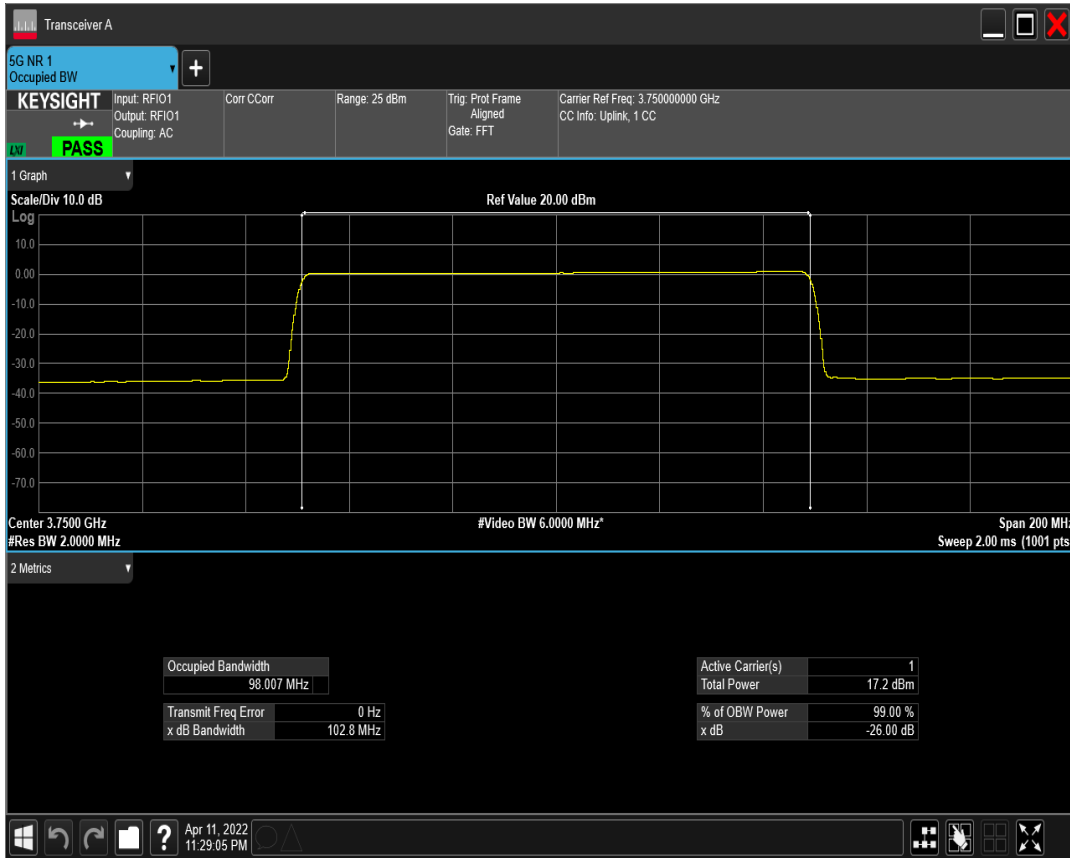 Transceiver A
5G NR 1
Occupied BW
KEYSIGHT
LXI
PASS
Input: RFIO1
Output: RFIO1
Coupling: AC
Corr CCorr
Range: 25 dBm
Trig: Prot Frame
Aligned
Gate: FFT
Carrier Ref Freq: 3.750000000 GHz
CC Info: Uplink, 1 CC
1 Graph
Scale/Div 10.0 dB
Ref Value 20.00 dBm
Log
10.0
0.00
-10.0
-20.0
-30.0
-40.0
-50.0
-60.0
-70.0
Center 3.7500 GHz
#Video BW 6.0000 MHz*
Span 200 MHz
#Res BW 2.0000 MHz
Sweep 2.00 ms (1001 pts
2 Metrics
Occupied Bandwidth
98.007 MHz
Transmit Freq Error 0 Hz
x dB Bandwidth 102.8 MHz
Active Carrier(s) 1
Total Power 17.2 dBm
% of OBW Power 99.00 %
x dB -26.00 dB
?
Apr 11, 2022
11:29:05 PM